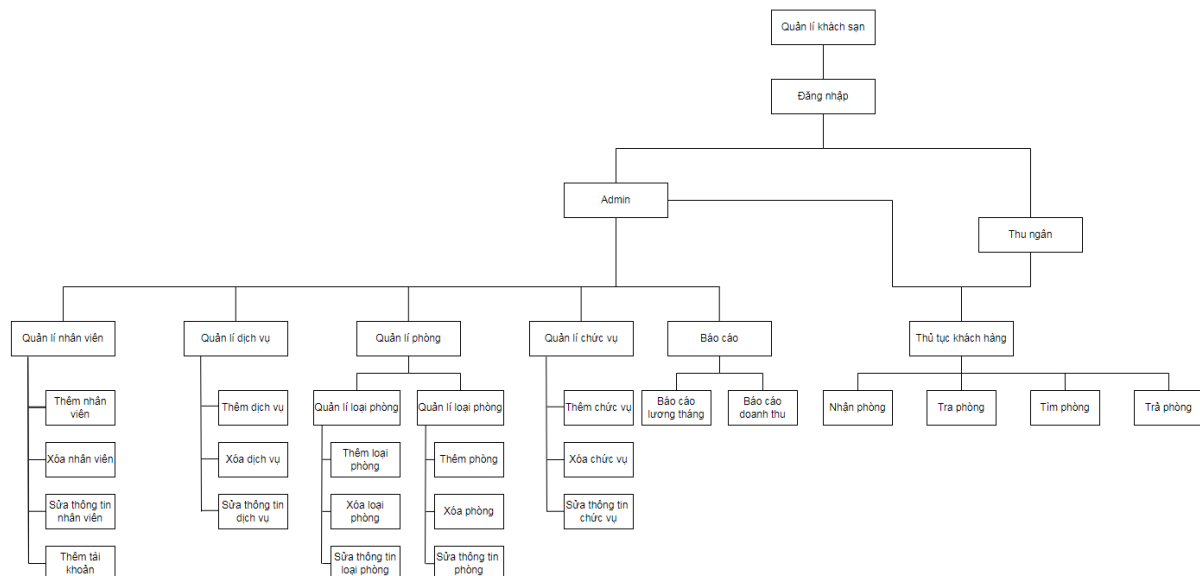 Quản lí khách sạn
Đăng nhập
Admin
Thu ngân
Quản lí nhân viên
Quản lí dịch vụ
Quản lí phòng
Quản lí chức vụ
Báo cáo
Thủ tục khách hàng
Thêm nhân
viên
Thêm dịch vụ
Quản lí loại phòng
Quản lí loại phòng
Thêm chức vụ
Báo cáo
lương tháng
Báo cáo
doanh thu
Nhận phòng
Tra phòng
Tìm phòng
Trả phòng
Xóa nhân viên
Xóa dịch vụ
Thêm loại
phòng
Thêm phòng
Xóa chức vụ
Sửa thông tin
nhân viên
Sửa thông tin
dịch vụ
Xóa loại
phòng
Xóa phòng
Sửa thông tin
chức vụ
Thêm tài
khoản
Sửa thông tin
loại phòng
Sửa thông tin
phòng